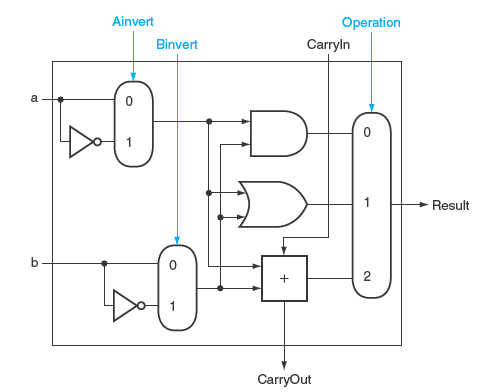 Ainvert
Operation
Binvert
CarryIn
a
0
1
0
1
Result
b
0
2
+
1
CarryOut